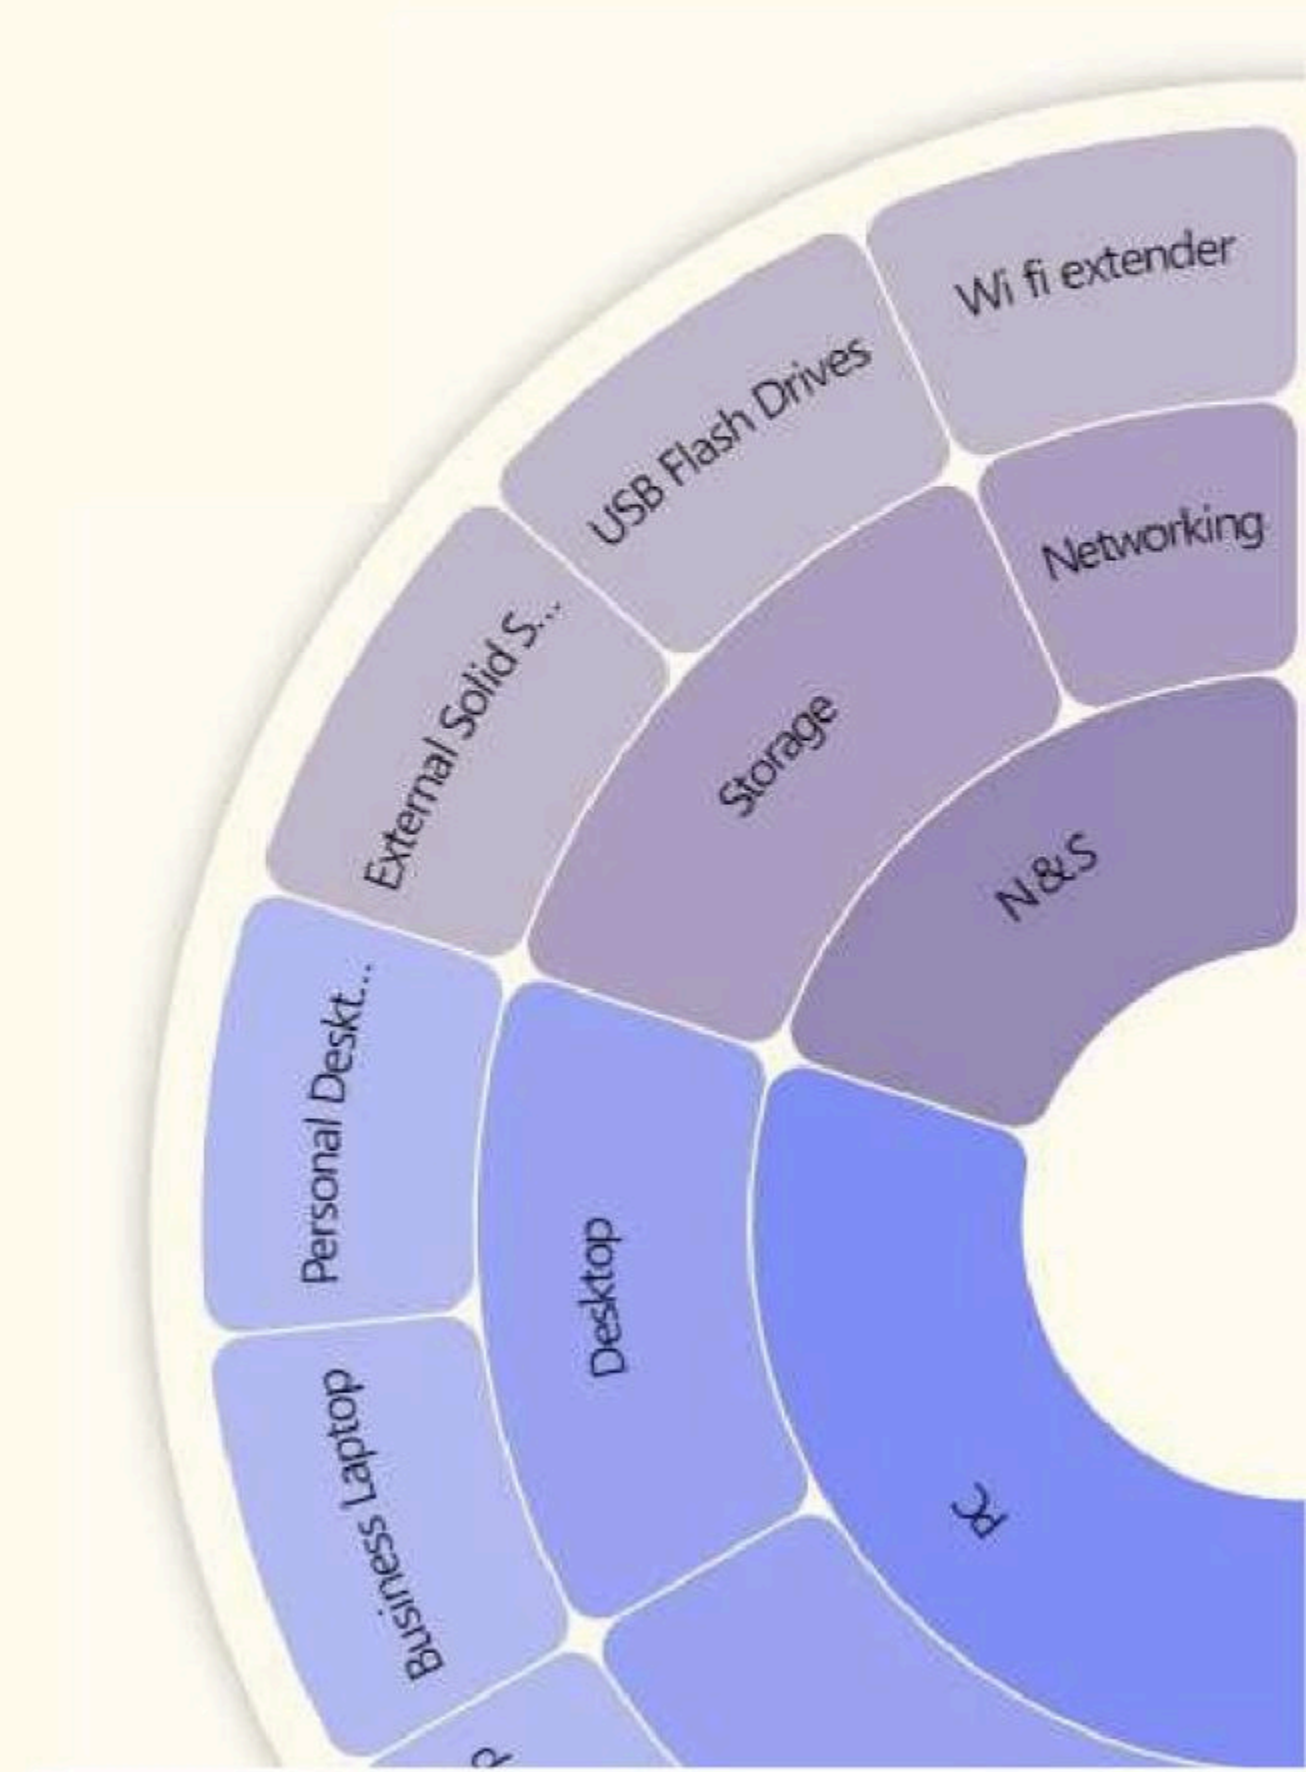 Wi fi extender
USB Flash Drives
Networking
External Solid S...
Storage
N & S
Personal Deskt...
Desktop
Business Laptop
PC
p